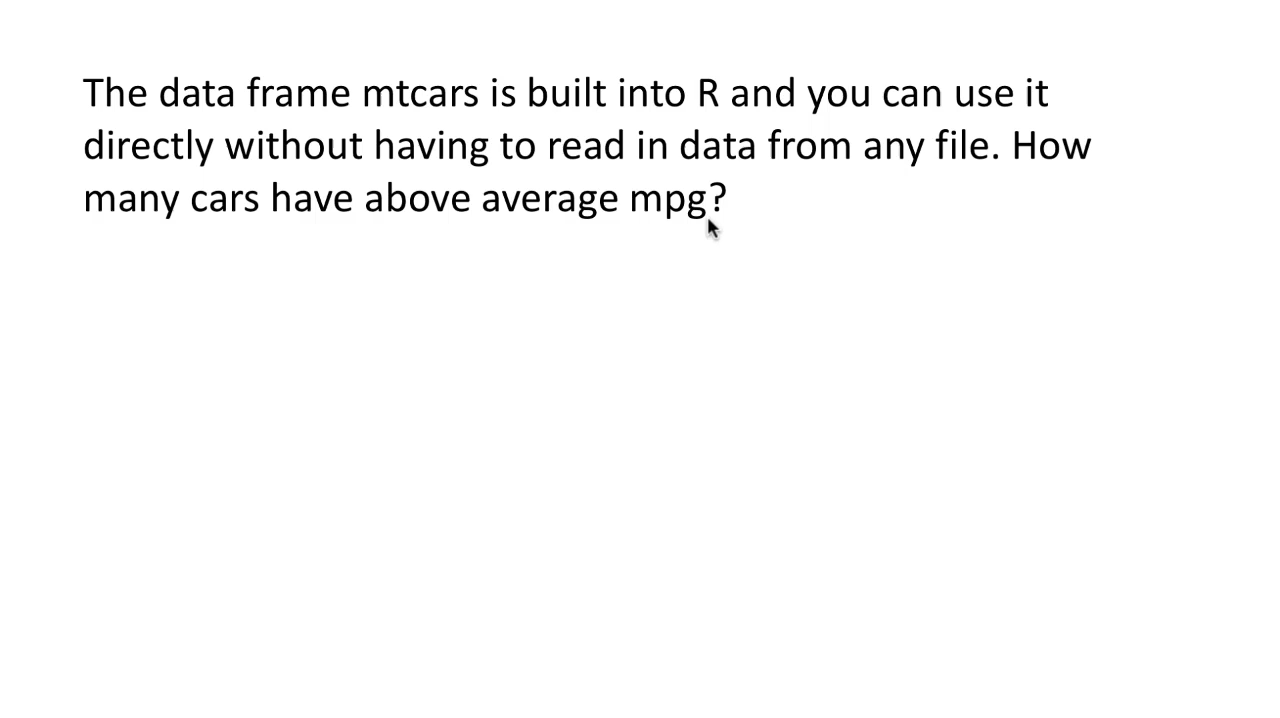 The data frame mtcars is built into R and you can use it
directly without having to read in data from any file. How
many cars have above average mpg?